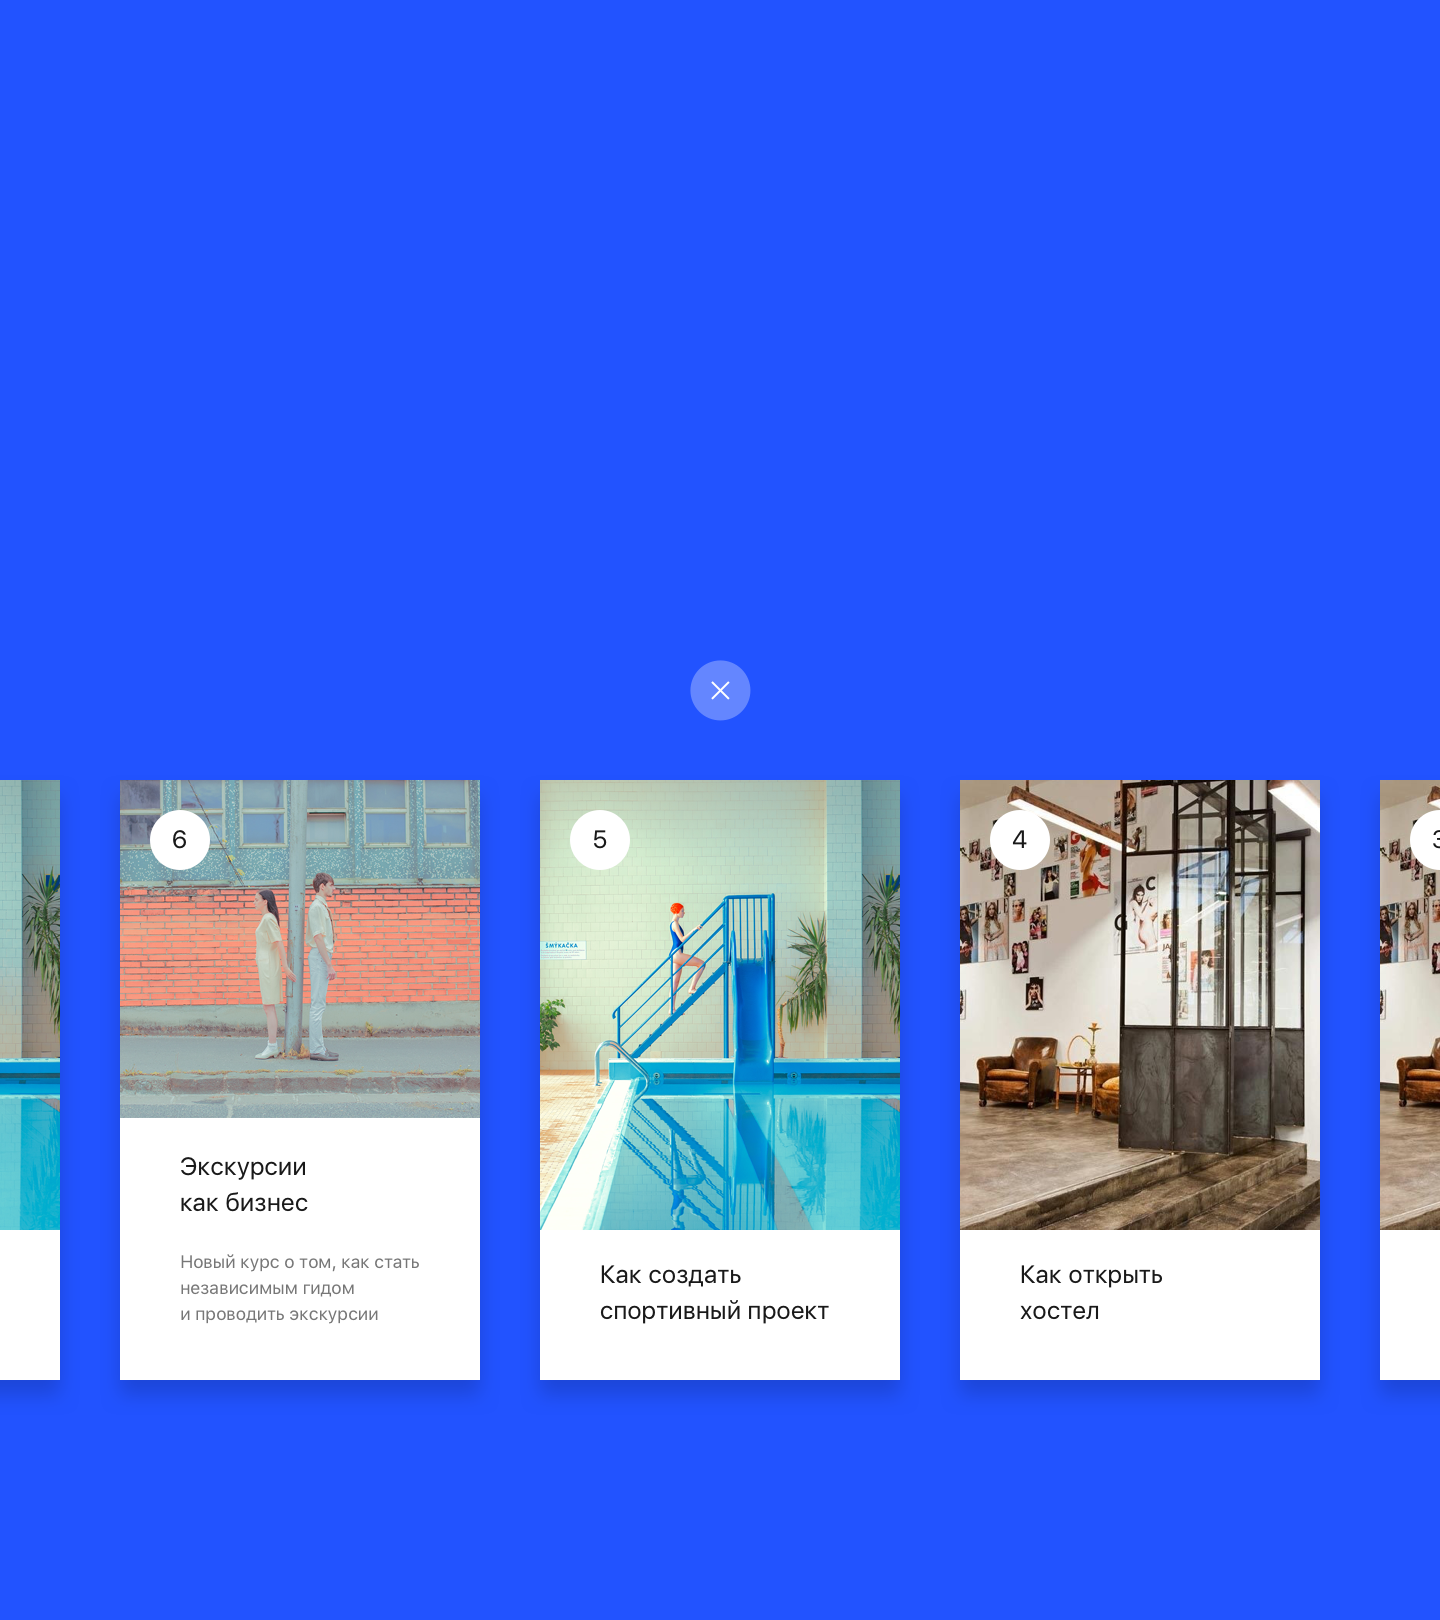 6
Экскурсии
как бизнес
Новый курс о том, как стать
независимым гидом
и проводить экскурсии
5
ŠMÝKAČKA
Как создать
спортивный проект
4
C
G
Как открыть
хостел
3